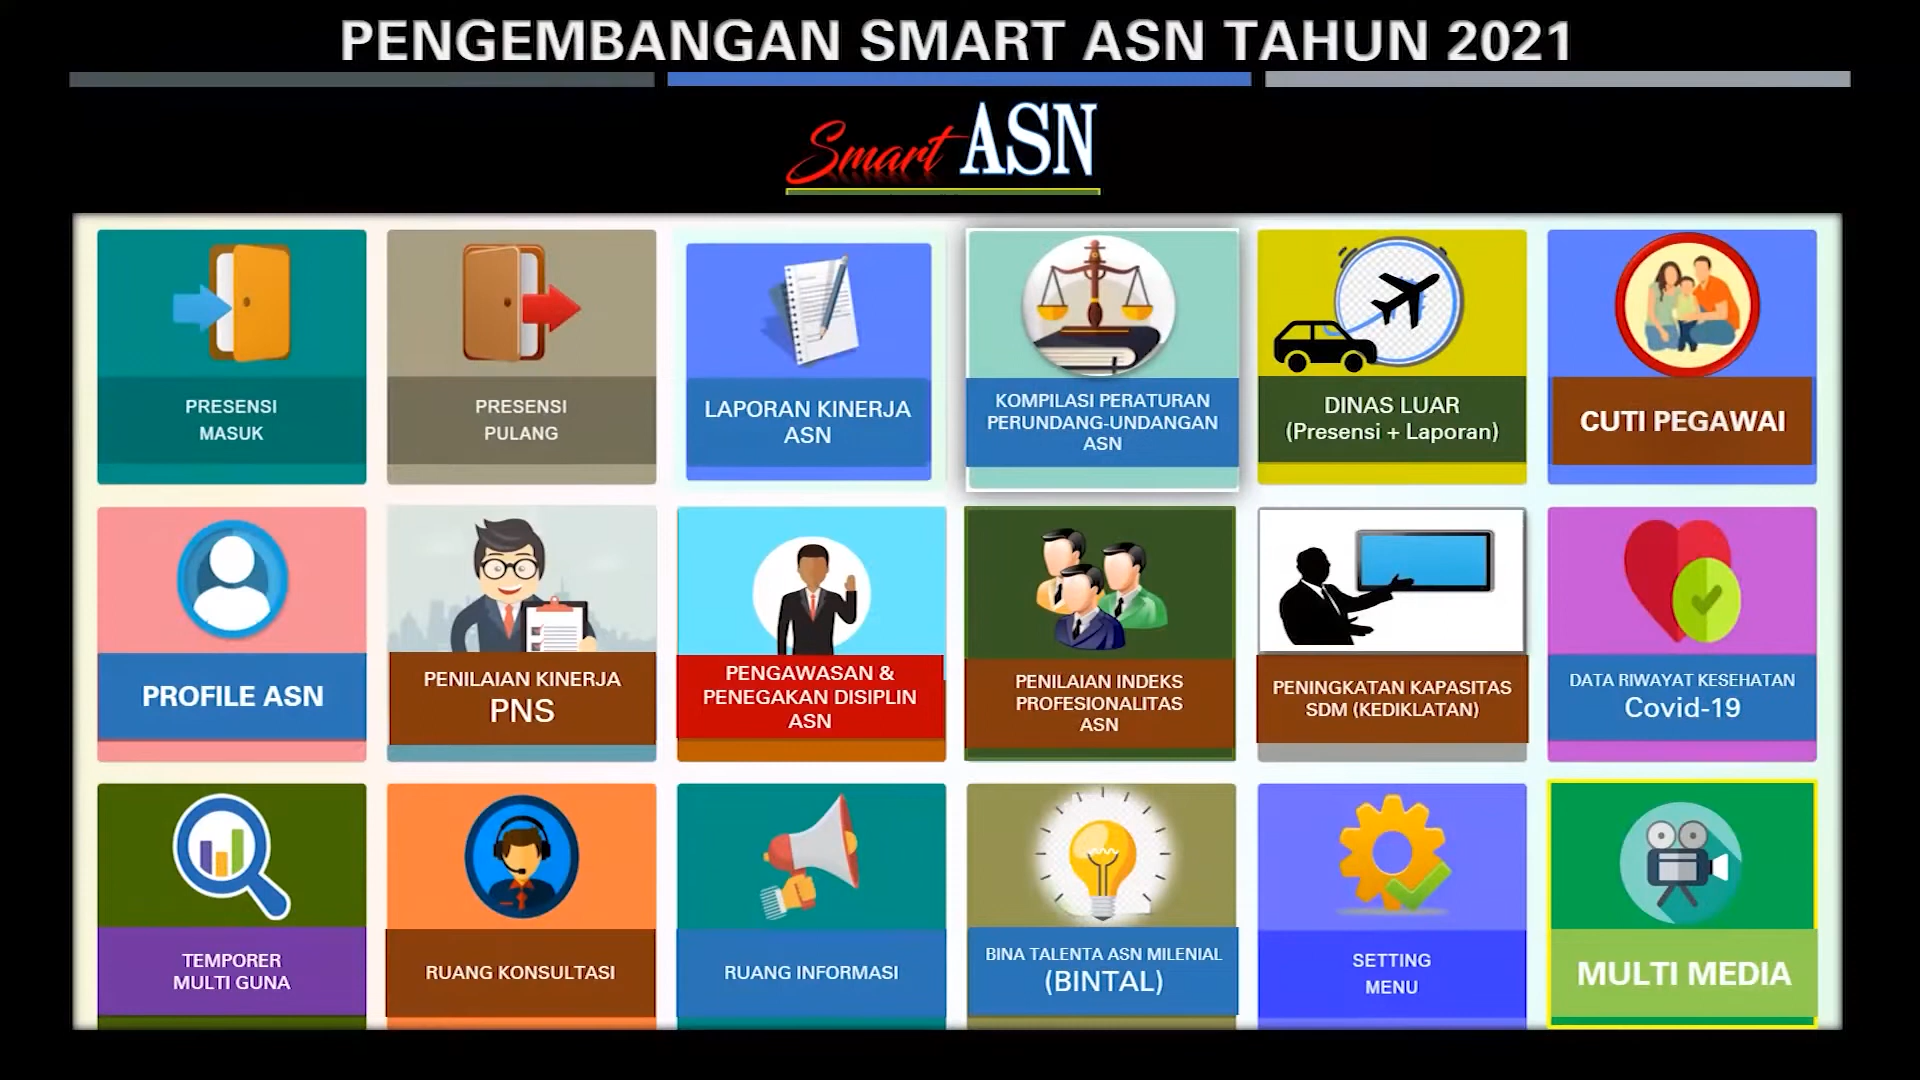 PENGEMBANGAN SMART ASN TAHUN 2021
Smart ASN
PRESENSI
MASUK
PRESENSI
PULANG
LAPORAN KINERJA
ASN
KOMPILASI PERATURAN
PERUNDANG-UNDANGAN
ASN
DINAS LUAR
(Presensi + Laporan)
CUTI PEGAWAI
PROFILE ASN
PENILAIAN KINERJA
PNS
PENGAWASAN &
PENEGAKAN DISIPLIN
ASN
PENILAIAN INDEKS
PROFESIONALITAS
ASN
PENINGKATAN KAPASITAS
SDM (KEDIKLATAN)
DATA RIWAYAT KESEHATAN
Covid-19
TEMPORER
MULTI GUNA
RUANG KONSULTASI
RUANG INFORMASI
BINA TALENTA ASN MILENIAL
(BINTAL)
SETTING
MENU
MULTI MEDIA